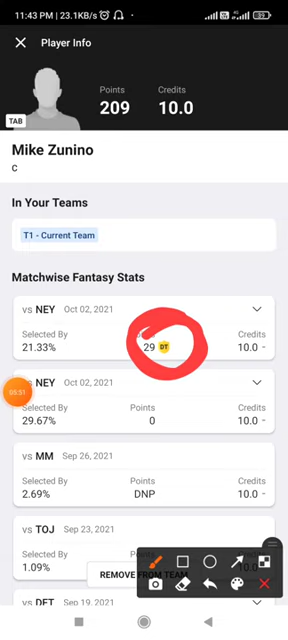 11:43 PM 23.1KB/s
Player Info
Points Credits
209 10.0
TAB
Mike Zunino
C
In Your Teams
T1 - Current Team
Matchwise Fantasy Stats
vs NEY Oct 02, 2021
Selected By Credits
21.33% 29 DT 10.0 -
05:51
vs NEY Oct 02, 2021
Selected By Points Credits
29.67% 0 10.0 -
vs MM Sep 26, 2021
Selected By Points Credits
2.69% DNP 10.0 -
vs TOJ Sep 23, 2021
Selected By
1.09%
REMOVE FROM TEAM
vs DET Sep 19, 2021